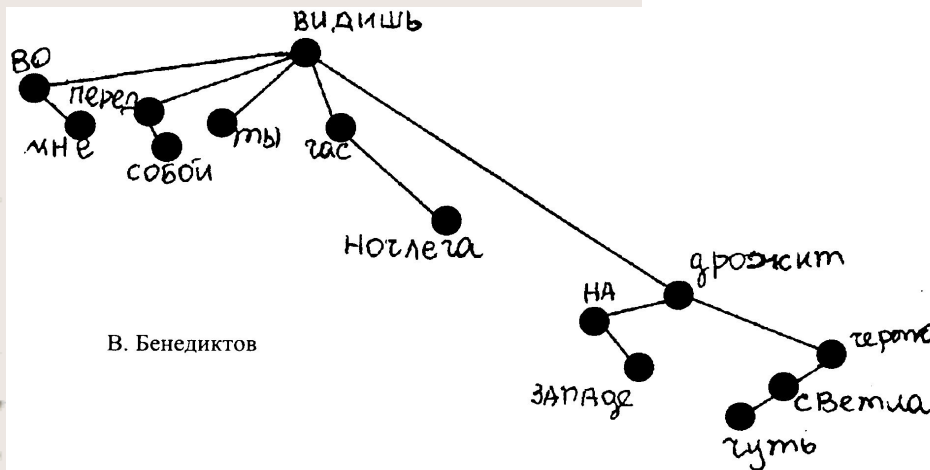 видишь
во
перед
мне
собой
ты
час
ночлега
дрожит
на
западе
светла
чуть
В. Бенедиктов